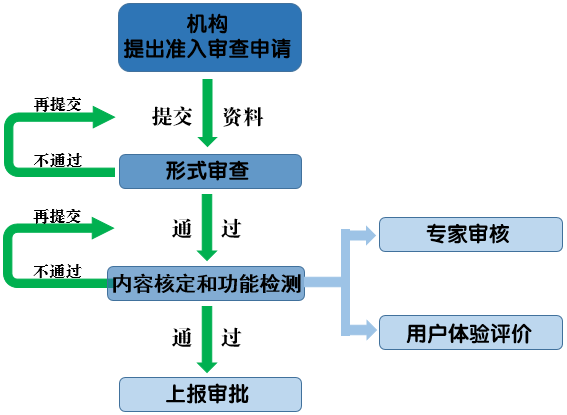 机构
提出准入审查申请
再提交
提交 资料
不通过
形式审查
再提交
通 过
专家审核
不通过
内容核定和功能检测
用户体验评价
通 过
上报审批